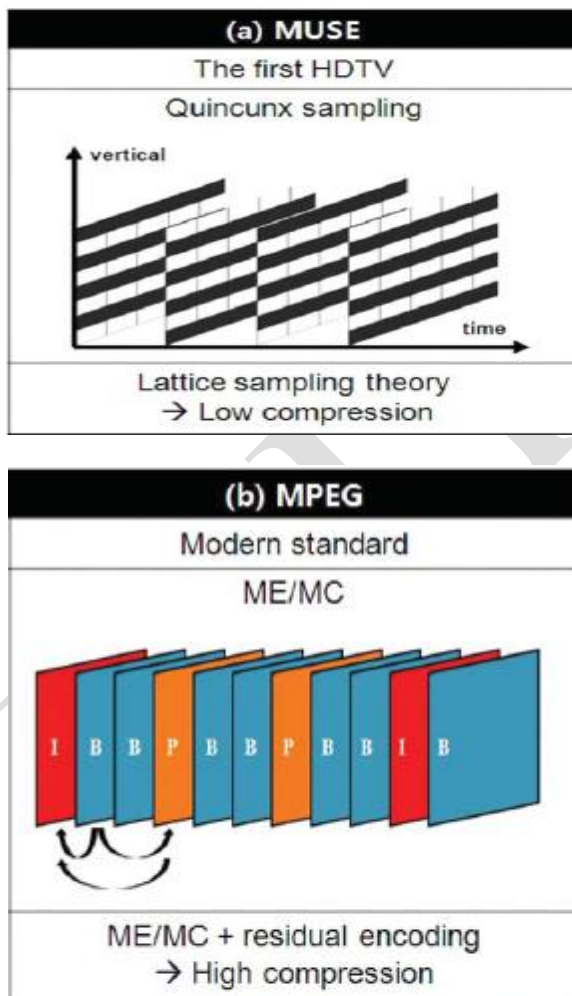 (a) MUSE
The first HDTV
Quincunx sampling
vertical
time
Lattice sampling theory
→ Low compression
(b) MPEG
Modern standard
ME/MC
I B B P B B P B B I B
ME/MC + residual encoding
→ High compression